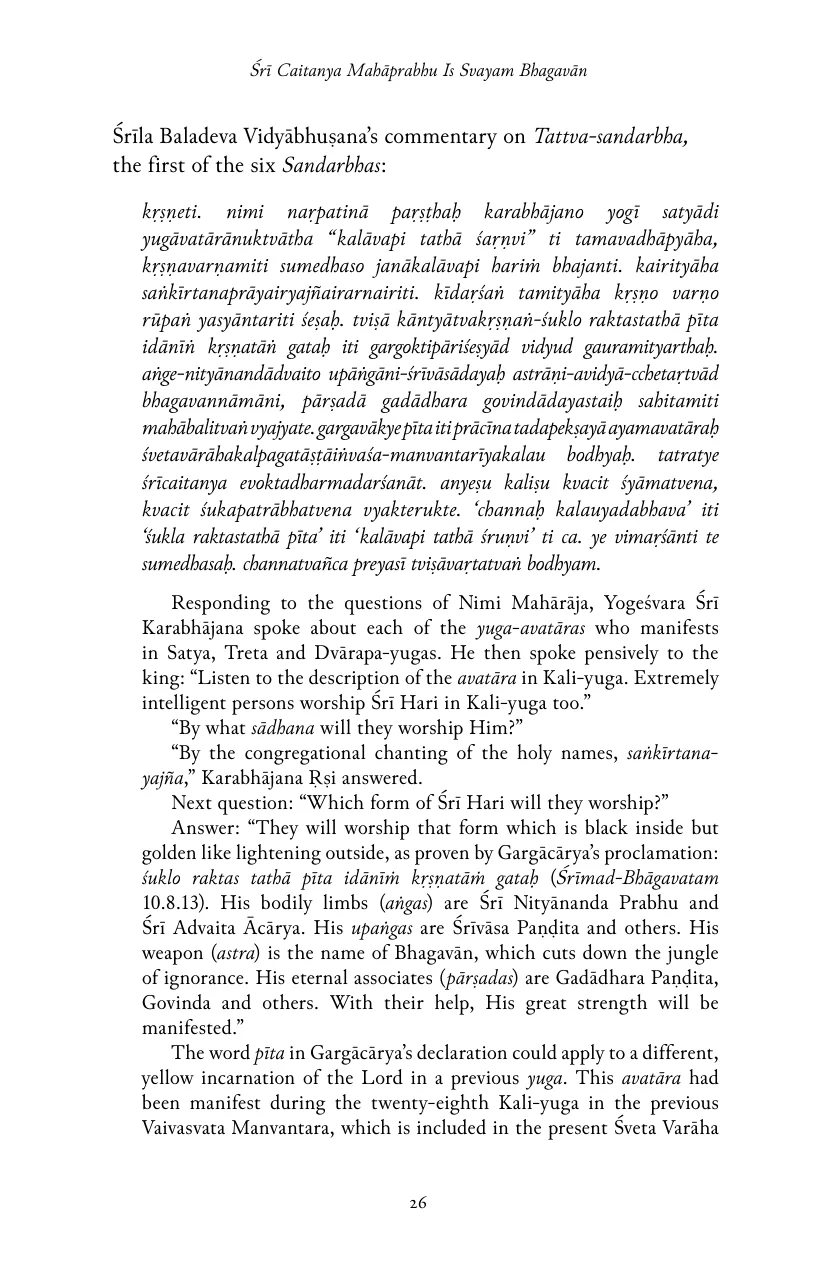 Śrī Caitanya Mahāprabhu Is Svayam Bhagavān
Śrīla Baladeva Vidyābhuṣana’s commentary on Tattva-sandarbha,
the first of the six Sandarbhas:
kṛṣṇeti. nimi naṛpatinā paṛṣṭhaḥ karabhājano yogī satyādi
yugāvatārānuktvātha “kalāvapi tathā śaṛṇvi” ti tamavadhāpyāha,
kṛṣṇavarṇamiti sumedhaso janākalāvapi hariṁ bhajanti. kairityāha
saṅkīrtanaprāyairyajñairarnairiti. kīdaṛśaṅ tamityāha kṛṣṇo varṇo
rūpaṅ yasyāntariti śeṣaḥ. tviṣā kāntyātvakṛṣṇaṅ-śuklo raktastathā pīta
idānīṅ kṛṣṇatāṅ gataḥ iti gargoktipāriśeṣyād vidyud gauramityarthaḥ.
aṅge-nityānandādvaito upāṅgāni-śrīvāsādayaḥ astrāṇi-avidyā-cchetaṛtvād
bhagavannāmāni, pārṣadā gadādhara govindādayastaiḥ sahitamiti
mahābalitvaṅ vyajyate. gargavākye pīta iti prācīna tadapekṣayā ayamavatāraḥ
śvetavārāhakalpagatāṣṭāiṅvaśa-manvantarīyakalau bodhyaḥ. tatratye
śrīcaitanya evoktadharmadarśanāt. anyeṣu kaliṣu kvacit śyāmatvena,
kvacit śukapatrābhatvena vyakterukte. ‘channaḥ kalauyadabhava’ iti
‘śukla raktastathā pīta’ iti ‘kalāvapi tathā śruṇvi’ ti ca. ye vimaṛśānti te
sumedhasaḥ. channatvañca preyasī tviṣāvaṛtatvaṅ bodhyam.
Responding to the questions of Nimi Mahārāja, Yogeśvara Śrī
Karabhājana spoke about each of the yuga-avatāras who manifests
in Satya, Treta and Dvārapa-yugas. He then spoke pensively to the
king: “Listen to the description of the avatāra in Kali-yuga. Extremely
intelligent persons worship Śrī Hari in Kali-yuga too.”
“By what sādhana will they worship Him?”
“By the congregational chanting of the holy names, saṅkīrtana-
yajña,” Karabhājana Ṛṣi answered.
Next question: “Which form of Śrī Hari will they worship?”
Answer: “They will worship that form which is black inside but
golden like lightening outside, as proven by Gargācārya’s proclamation:
śuklo raktas tathā pīta idānīṁ kṛṣṇatāṁ gataḥ (Śrīmad-Bhāgavatam
10.8.13). His bodily limbs (aṅgas) are Śrī Nityānanda Prabhu and
Śrī Advaita Ācārya. His upaṅgas are Śrīvāsa Paṇḍita and others. His
weapon (astra) is the name of Bhagavān, which cuts down the jungle
of ignorance. His eternal associates (pārṣadas) are Gadādhara Paṇḍita,
Govinda and others. With their help, His great strength will be
manifested.”
The word pīta in Gargācārya’s declaration could apply to a different,
yellow incarnation of the Lord in a previous yuga. This avatāra had
been manifest during the twenty-eighth Kali-yuga in the previous
Vaivasvata Manvantara, which is included in the present Śveta Varāha
26